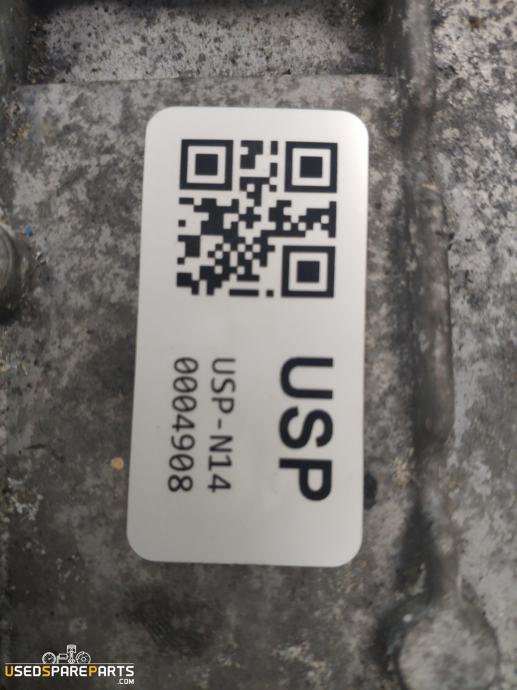 USP
USP-N14
0004908
USEDSPAREPARTS
.COM